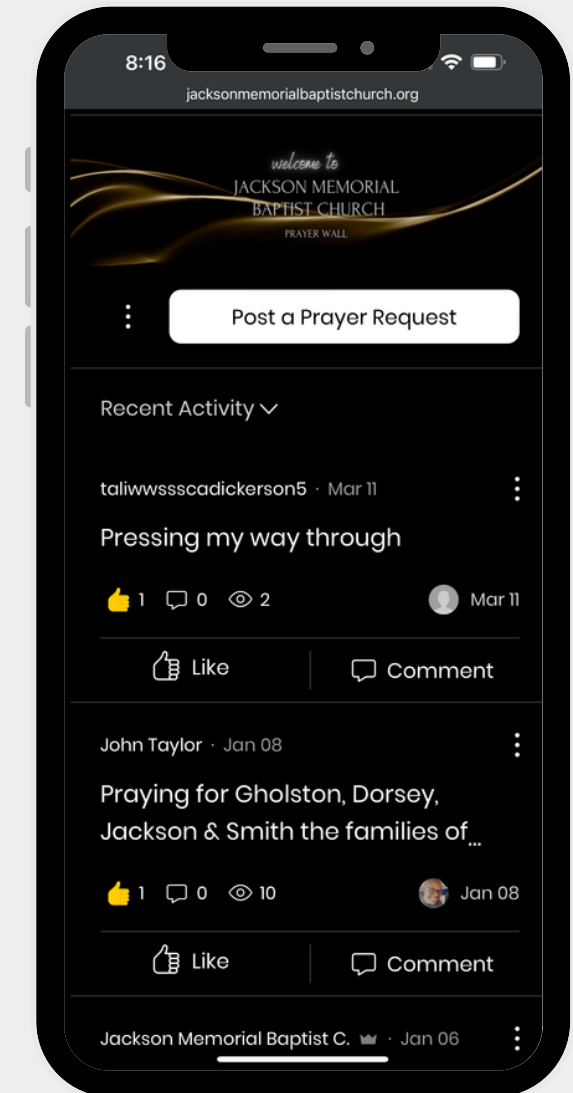 8:16
jacksonmemorialbaptistchurch.org
welcome to
JACKSON MEMORIAL
BAPTIST CHURCH
PRAYER WALL
Post a Prayer Request
Recent Activity
taliwwssscadickerson5 · Mar 11
Pressing my way through
1 0 2 Mar 11
Like Comment
John Taylor · Jan 08
Praying for Gholston, Dorsey,
Jackson & Smith the families of...
1 0 10 Jan 08
Like Comment
Jackson Memorial Baptist C. · Jan 06